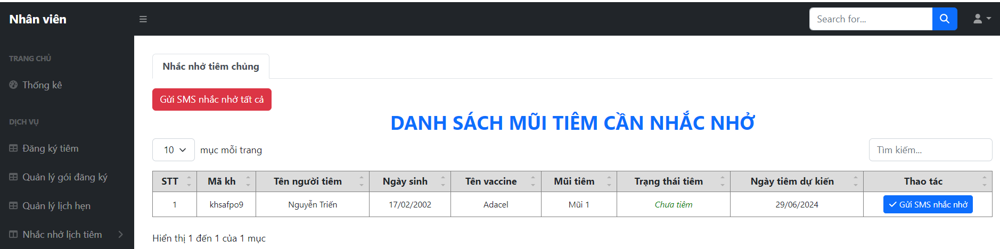 Nhân viên
Search for...
TRANG CHỦ
Thống kê
DỊCH VỤ
Đăng ký tiêm
Quản lý gói đăng ký
Quản lý lịch hẹn
Nhắc nhở lịch tiêm
Nhắc nhở tiêm chủng
Gửi SMS nhắc nhở tất cả
DANH SÁCH MŨI TIÊM CẦN NHẮC NHỞ
10 mục mỗi trang
Tìm kiếm...
STT Mã kh Tên người tiêm Ngày sinh Tên vaccine Mũi tiêm Trạng thái tiêm Ngày tiêm dự kiến Thao tác
1 khsafpo9 Nguyễn Triến 17/02/2002 Adacel Mũi 1 Chưa tiêm 29/06/2024 Gửi SMS nhắc nhở
Hiển thị 1 đến 1 của 1 mục